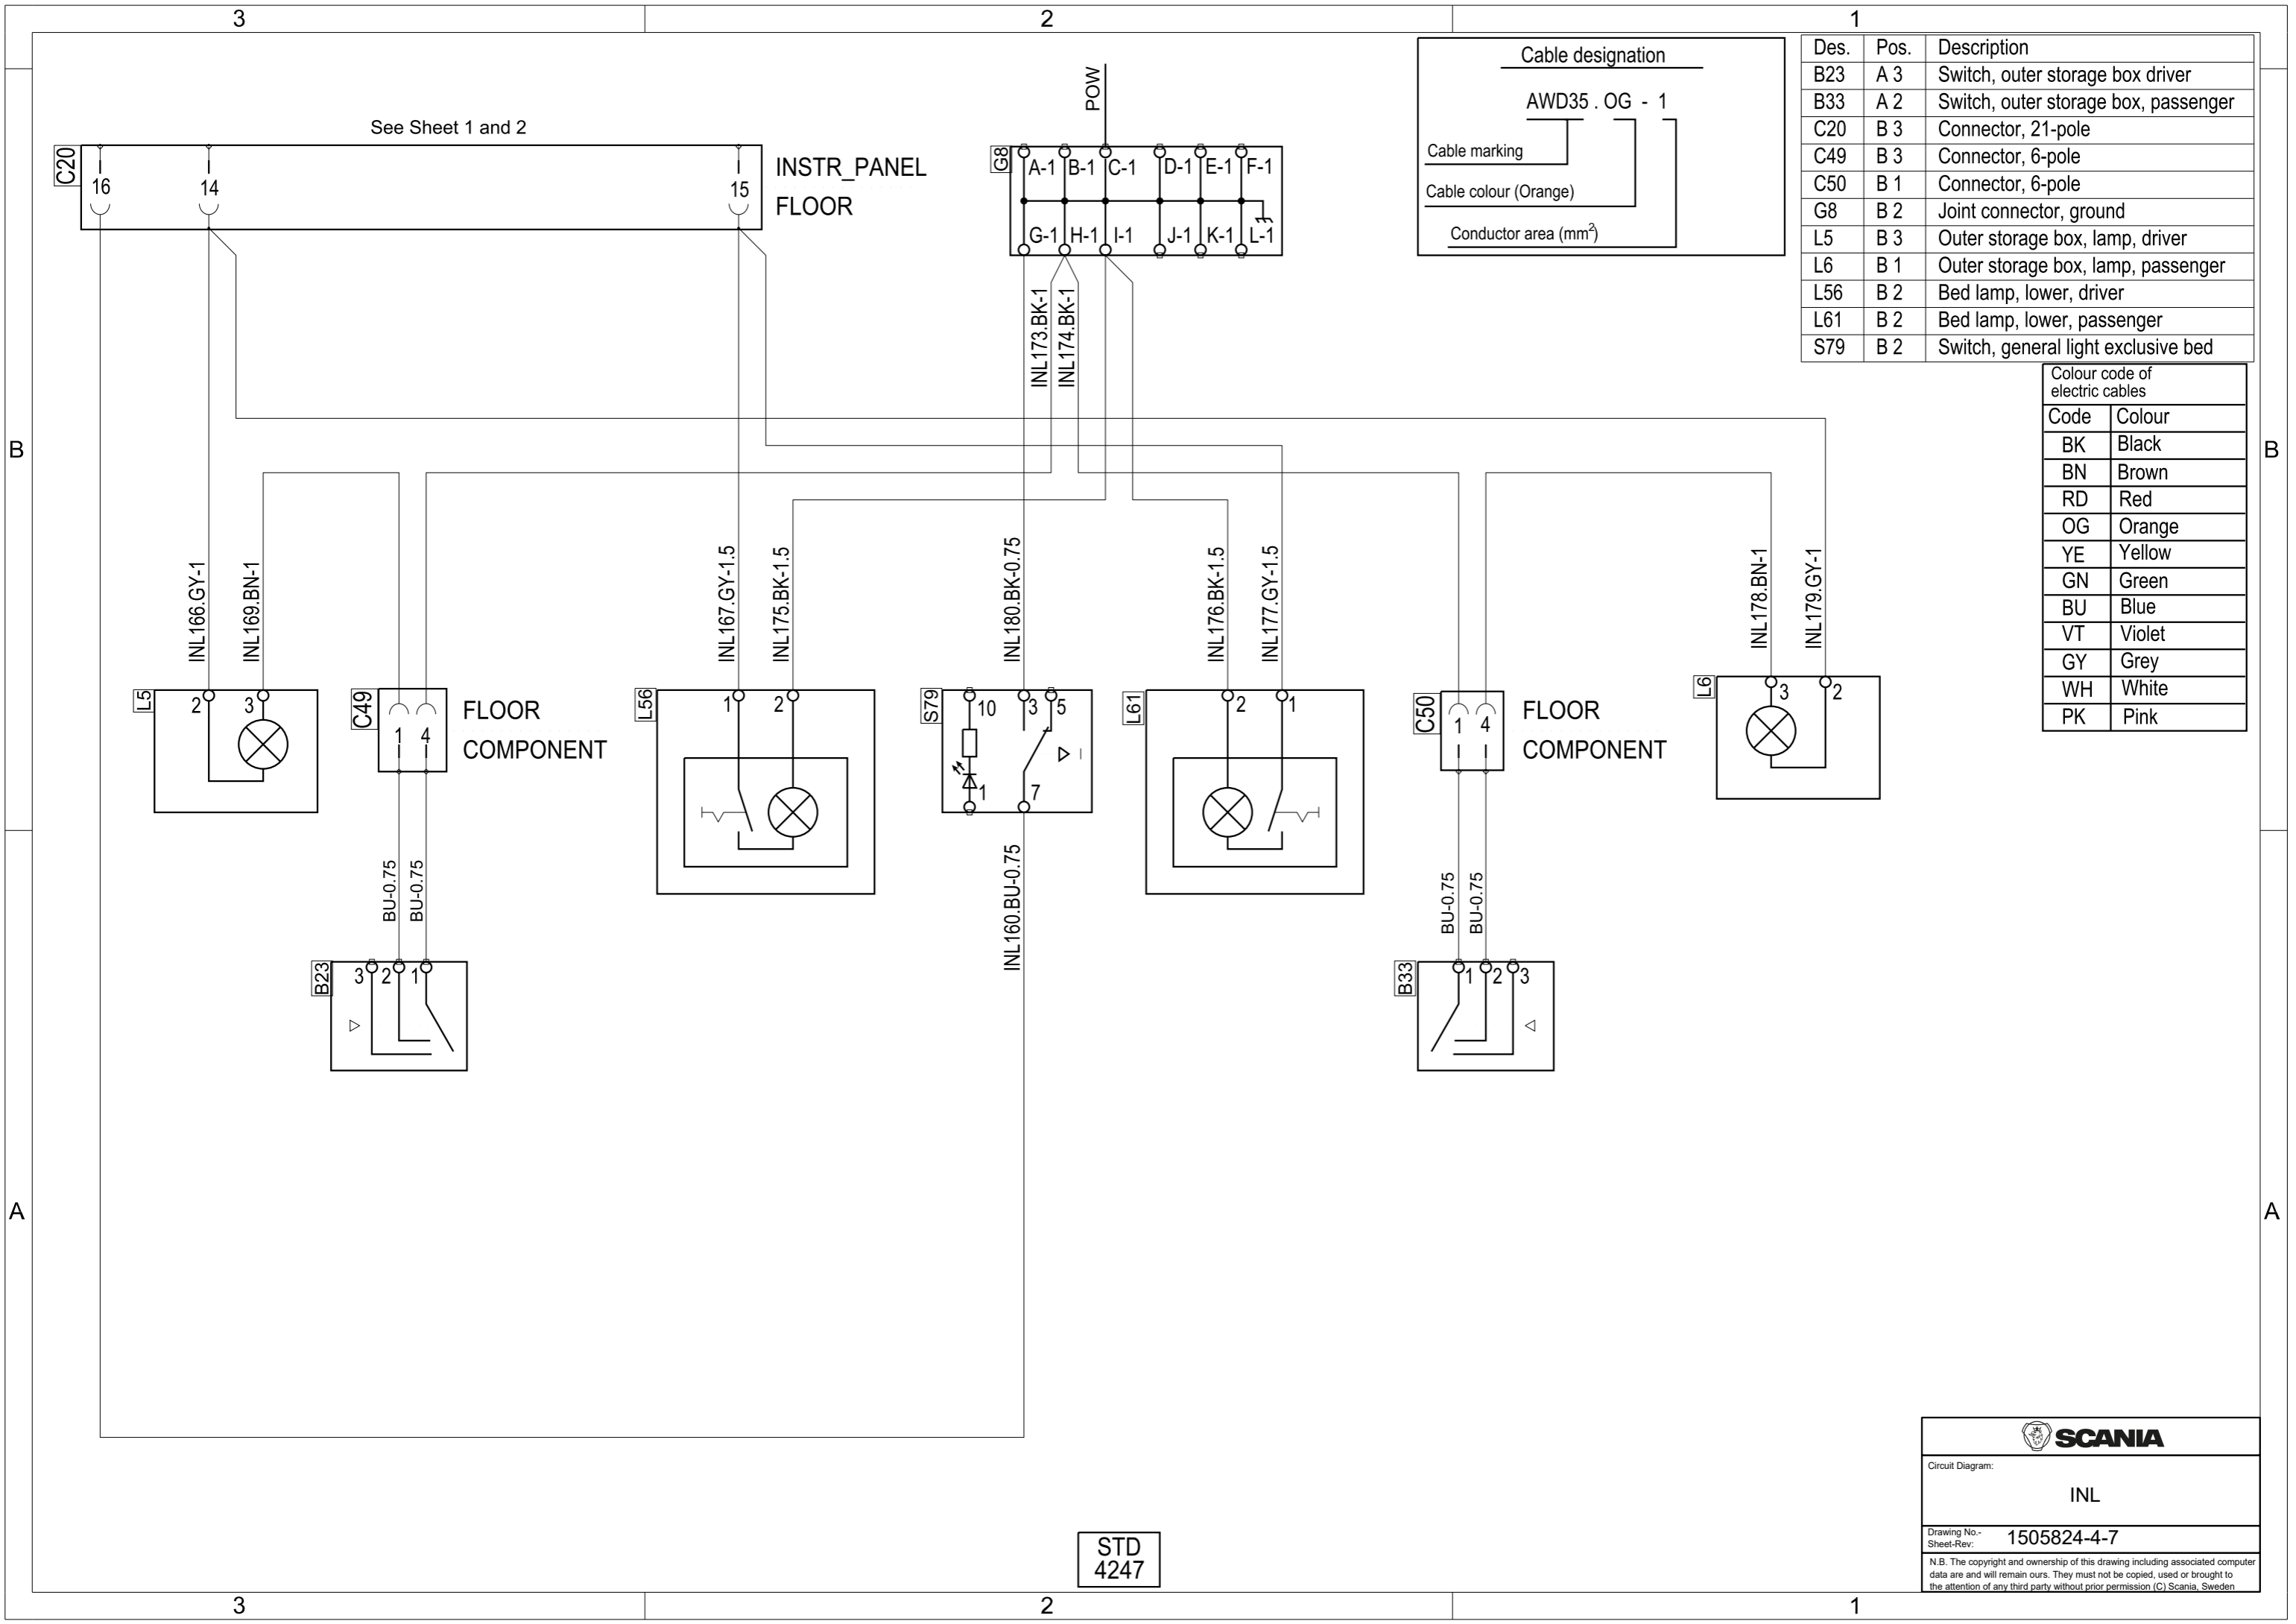 3 2 1
See Sheet 1 and 2
C20
16 14 15
INSTR_PANEL
FLOOR
POW
G8
A-1 B-1 C-1 D-1 E-1 F-1
G-1 H-1 I-1 J-1 K-1 L-1
Cable designation
AWD35 . OG - 1
Cable marking
Cable colour (Orange)
Conductor area (mm²)
Des. Pos. Description
B23 A 3 Switch, outer storage box driver
B33 A 2 Switch, outer storage box, passenger
C20 B 3 Connector, 21-pole
C49 B 3 Connector, 6-pole
C50 B 1 Connector, 6-pole
G8 B 2 Joint connector, ground
L5 B 3 Outer storage box, lamp, driver
L6 B 1 Outer storage box, lamp, passenger
L56 B 2 Bed lamp, lower, driver
L61 B 2 Bed lamp, lower, passenger
S79 B 2 Switch, general light exclusive bed
Colour code of
electric cables
Code Colour
BK Black
BN Brown
RD Red
OG Orange
YE Yellow
GN Green
BU Blue
VT Violet
GY Grey
WH White
PK Pink
INL173.BK-1
INL174.BK-1
B B
INL166.GY-1
INL169.BN-1
INL167.GY-1.5
INL175.BK-1.5
INL180.BK-0.75
INL176.BK-1.5
INL177.GY-1.5
INL178.BN-1
INL179.GY-1
L5
2 3
C49
1 4
FLOOR
COMPONENT
L56
1 2
S79
10 3 5
1 7
L61
2 1
C50
1 4
FLOOR
COMPONENT
L6
3 2
BU-0.75
BU-0.75
INL160.BU-0.75
BU-0.75
BU-0.75
B23
3 2 1
B33
1 2 3
A A
STD
4247
SCANIA
Circuit Diagram:
INL
Drawing No.-
Sheet-Rev: 1505824-4-7
N.B. The copyright and ownership of this drawing including associated computer
data are and will remain ours. They must not be copied, used or brought to
the attention of any third party without prior permission (C) Scania, Sweden
3 2 1